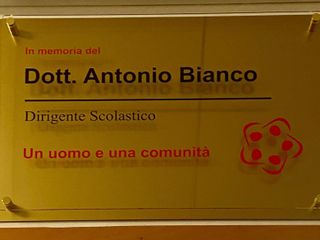 In memoria del
Dott. Antonio Bianco
Dirigente Scolastico
Un uomo e una comunità